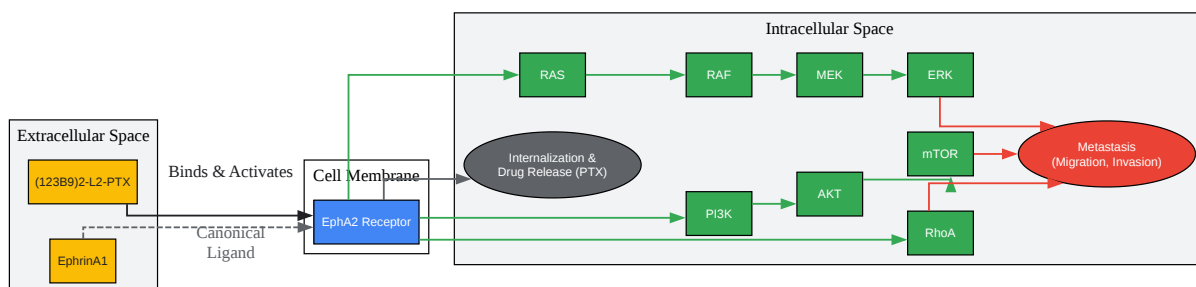 Extracellular Space
(123B9)2-L2-PTX
EphrinA1
Binds & Activates
Canonical
Ligand
Cell Membrane
EphA2 Receptor
Intracellular Space
RAS
RAF
MEK
ERK
Internalization &
Drug Release (PTX)
PI3K
AKT
mTOR
RhoA
Metastasis
(Migration, Invasion)